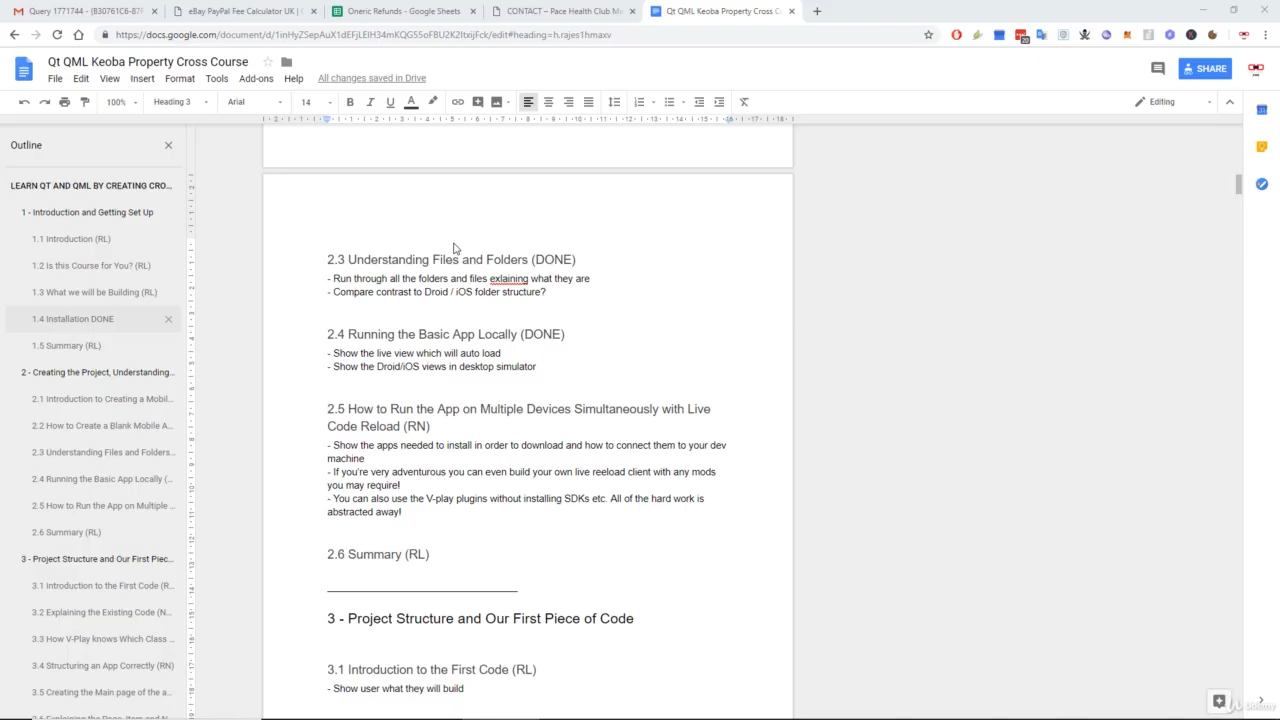 Query 1771744 - {B30761C6-87F
eBay PayPal Fee Calculator UK | C
Oneric Refunds - Google Sheets
CONTACT – Pace Health Club M
Qt QML Keoba Property Cross C
https://docs.google.com/document/d/1inHyZSepAuX1dEFjLEIH34mKQG55oFBU2K2ItxijFck/edit#heading=h.rajes1hmaxv
Qt QML Keoba Property Cross Course
File Edit View Insert Format Tools Add-ons Help All changes saved in Drive
SHARE
100% Heading 3 Arial 14 Editing
Outline
LEARN QT AND QML BY CREATING CRO...
1 - Introduction and Getting Set Up
1.1 Introduction (RL)
1.2 Is this Course for You? (RL)
1.3 What we will be Building (RL)
1.4 Installation DONE
1.5 Summary (RL)
2 - Creating the Project, Understanding...
2.1 Introduction to Creating a Mobil...
2.2 How to Create a Blank Mobile A...
2.3 Understanding Files and Folders...
2.4 Running the Basic App Locally (...
2.5 How to Run the App on Multiple ...
2.6 Summary (RL)
3 - Project Structure and Our First Piec...
3.1 Introduction to the First Code (R...
3.2 Explaining the Existing Code (N...
3.3 How V-Play knows Which Class ...
3.4 Structuring an App Correctly (RN)
3.5 Creating the Main page of the a...
2.3 Understanding Files and Folders (DONE)
- Run through all the folders and files exlaining what they are
- Compare contrast to Droid / iOS folder structure?
2.4 Running the Basic App Locally (DONE)
- Show the live view which will auto load
- Show the Droid/iOS views in desktop simulator
2.5 How to Run the App on Multiple Devices Simultaneously with Live
Code Reload (RN)
- Show the apps needed to install in order to download and how to connect them to your dev
machine
- If you're very adventurous you can even build your own live reeload client with any mods
you may require!
- You can also use the V-play plugins without installing SDKs etc. All of the hard work is
abstracted away!
2.6 Summary (RL)
3 - Project Structure and Our First Piece of Code
3.1 Introduction to the First Code (RL)
- Show user what they will build
Udemy